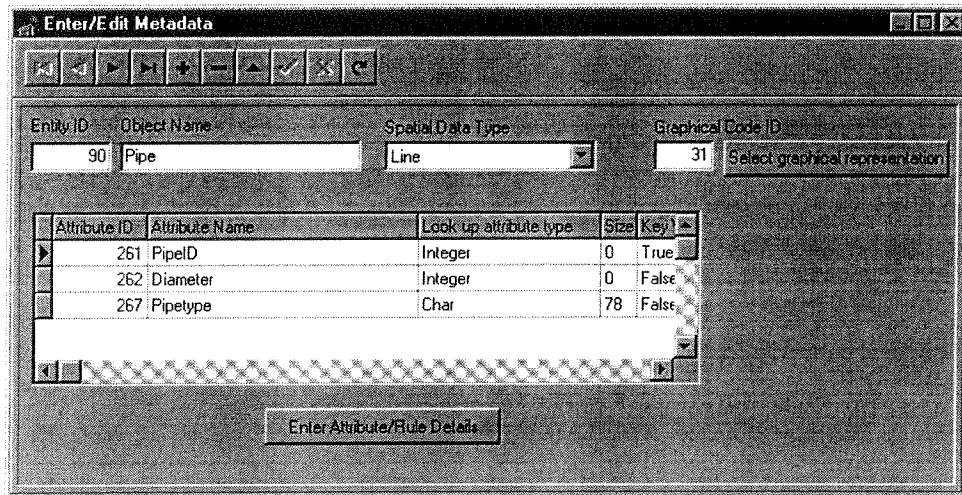 Enter/Edit Metadata
Entity ID Object Name Spatial Data Type Graphical Code ID
90 Pipe Line 31 Select graphical representation
Attribute ID Attribute Name Look up attribute type Size Key
261 PipeID Integer 0 True
262 Diameter Integer 0 False
267 Pipetype Char 78 False
Enter Attribute/Rule Details